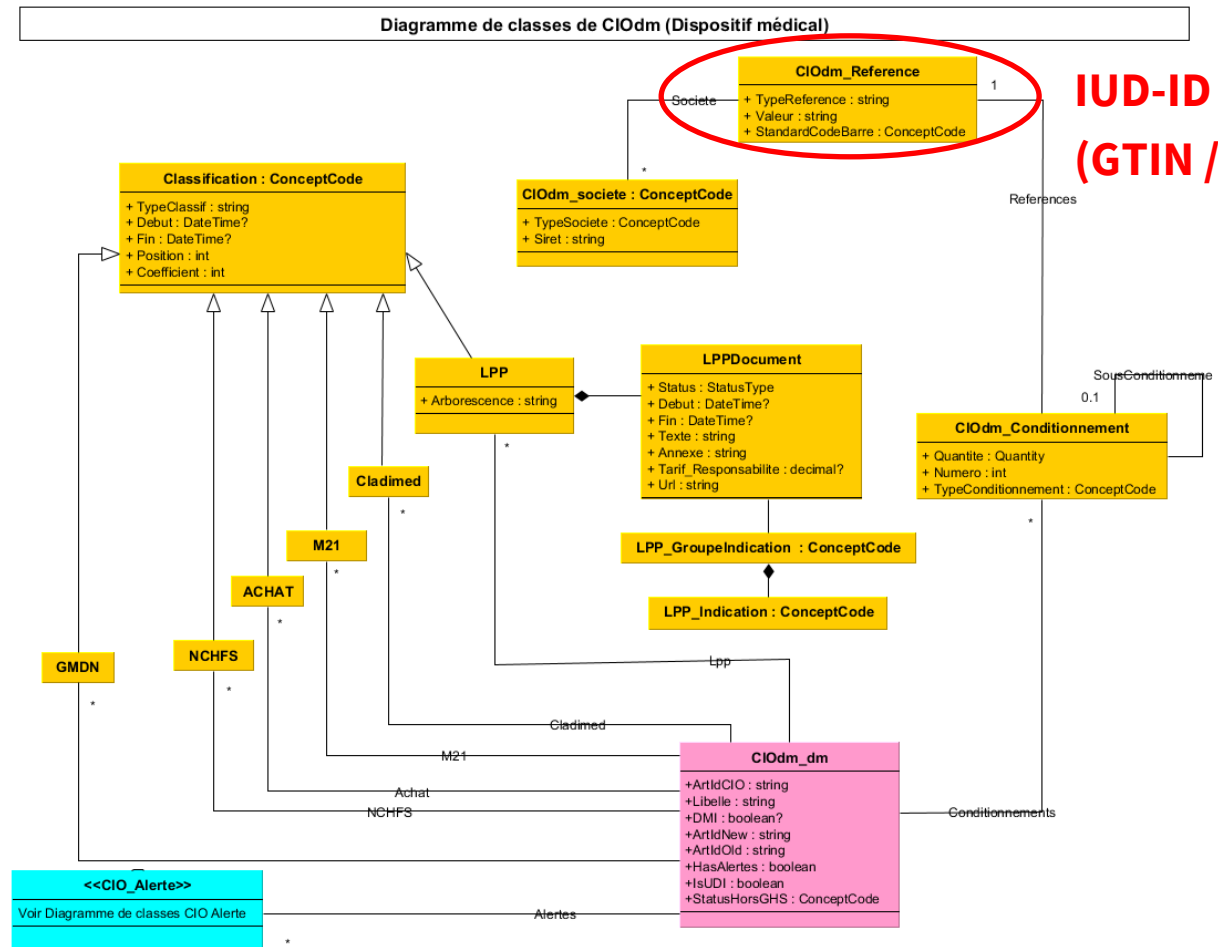 Diagramme de classes de CIOdm (Dispositif médical)
CIOdm_Reference
+ TypeReference : string
+ Valeur : string
+ StandardCodeBarre : ConceptCode
1
Societe
*
IUD-ID
(GTIN /
References
CIOdm_societe : ConceptCode
+ TypeSociete : ConceptCode
+ Siret : string
Classification : ConceptCode
+ TypeClassif : string
+ Debut : DateTime?
+ Fin : DateTime?
+ Position : int
+ Coefficient : int
LPP
+ Arborescence : string
*
LPPDocument
+ Status : StatusType
+ Debut : DateTime?
+ Fin : DateTime?
+ Texte : string
+ Annexe : string
+ Tarif_Responsabilite : decimal?
+ Url : string
SousConditionneme
0.1
CIOdm_Conditionnement
+ Quantite : Quantity
+ Numero : int
+ TypeConditionnement : ConceptCode
*
Cladimed
*
M21
*
ACHAT
*
NCHFS
*
GMDN
*
LPP_GroupeIndication : ConceptCode
LPP_Indication : ConceptCode
Lpp
Cladimed
M21
Achat
NCHFS
CIOdm_dm
+ArtIdCIO : string
+Libelle : string
+DMI : boolean?
+ArtIdNew : string
+ArtIdOld : string
+HasAlertes : boolean
+IsUDI : boolean
+StatusHorsGHS : ConceptCode
Conditionnements
<<CIO_Alerte>>
Voir Diagramme de classes CIO Alerte
Alertes
*